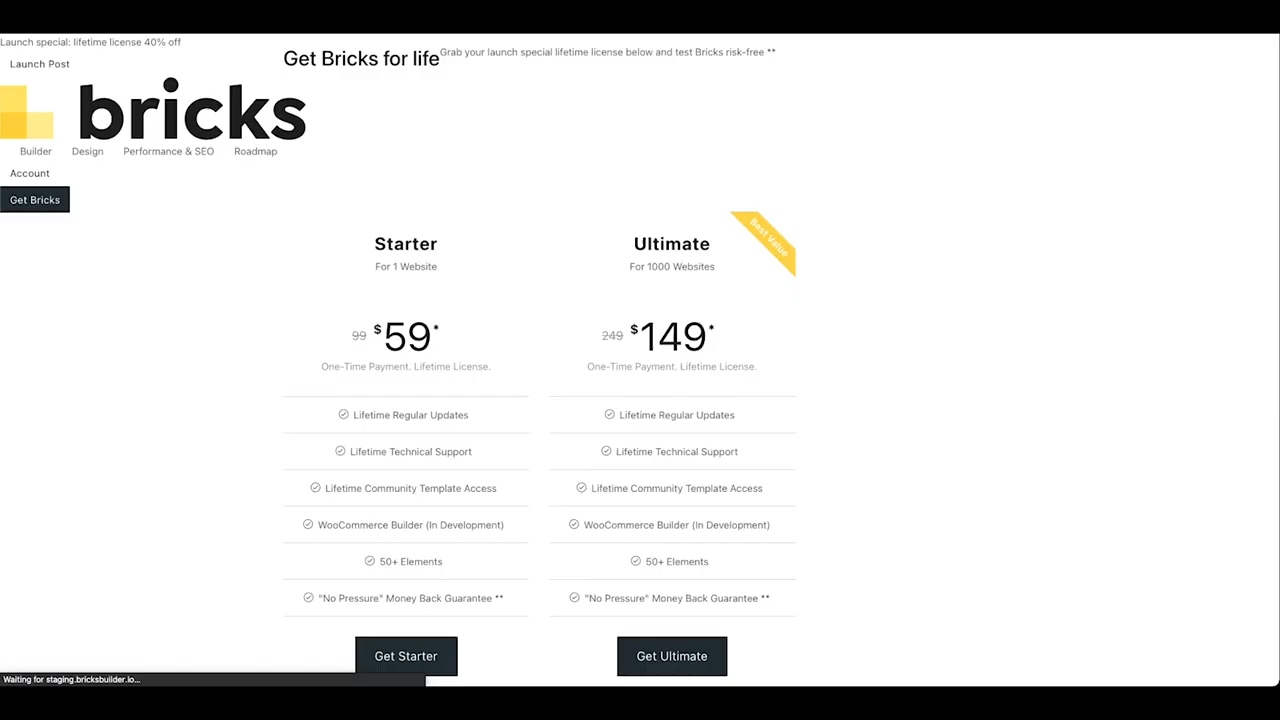 Launch special: lifetime license 40% off
Launch Post
bricks
Builder Design Performance & SEO Roadmap
Account
Get Bricks
Get Bricks for life
Grab your launch special lifetime license below and test Bricks risk-free **
Starter
For 1 Website
99 $59*
One-Time Payment. Lifetime License.
Lifetime Regular Updates
Lifetime Technical Support
Lifetime Community Template Access
WooCommerce Builder (In Development)
50+ Elements
"No Pressure" Money Back Guarantee **
Get Starter
Best Value
Ultimate
For 1000 Websites
249 $149*
One-Time Payment. Lifetime License.
Lifetime Regular Updates
Lifetime Technical Support
Lifetime Community Template Access
WooCommerce Builder (In Development)
50+ Elements
"No Pressure" Money Back Guarantee **
Get Ultimate
Waiting for staging.bricksbuilder.io...